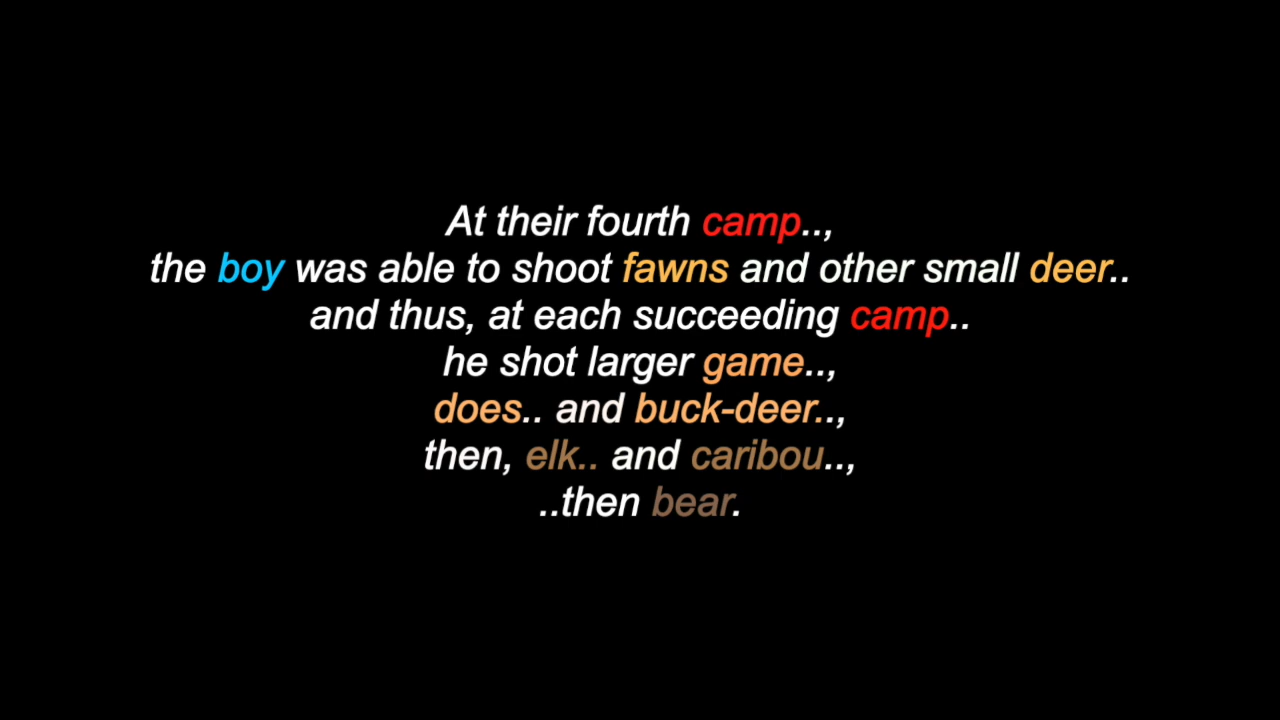 At their fourth camp..,
the boy was able to shoot fawns and other small deer..
and thus, at each succeeding camp..
he shot larger game..,
does.. and buck-deer..,
then, elk.. and caribou..,
..then bear.